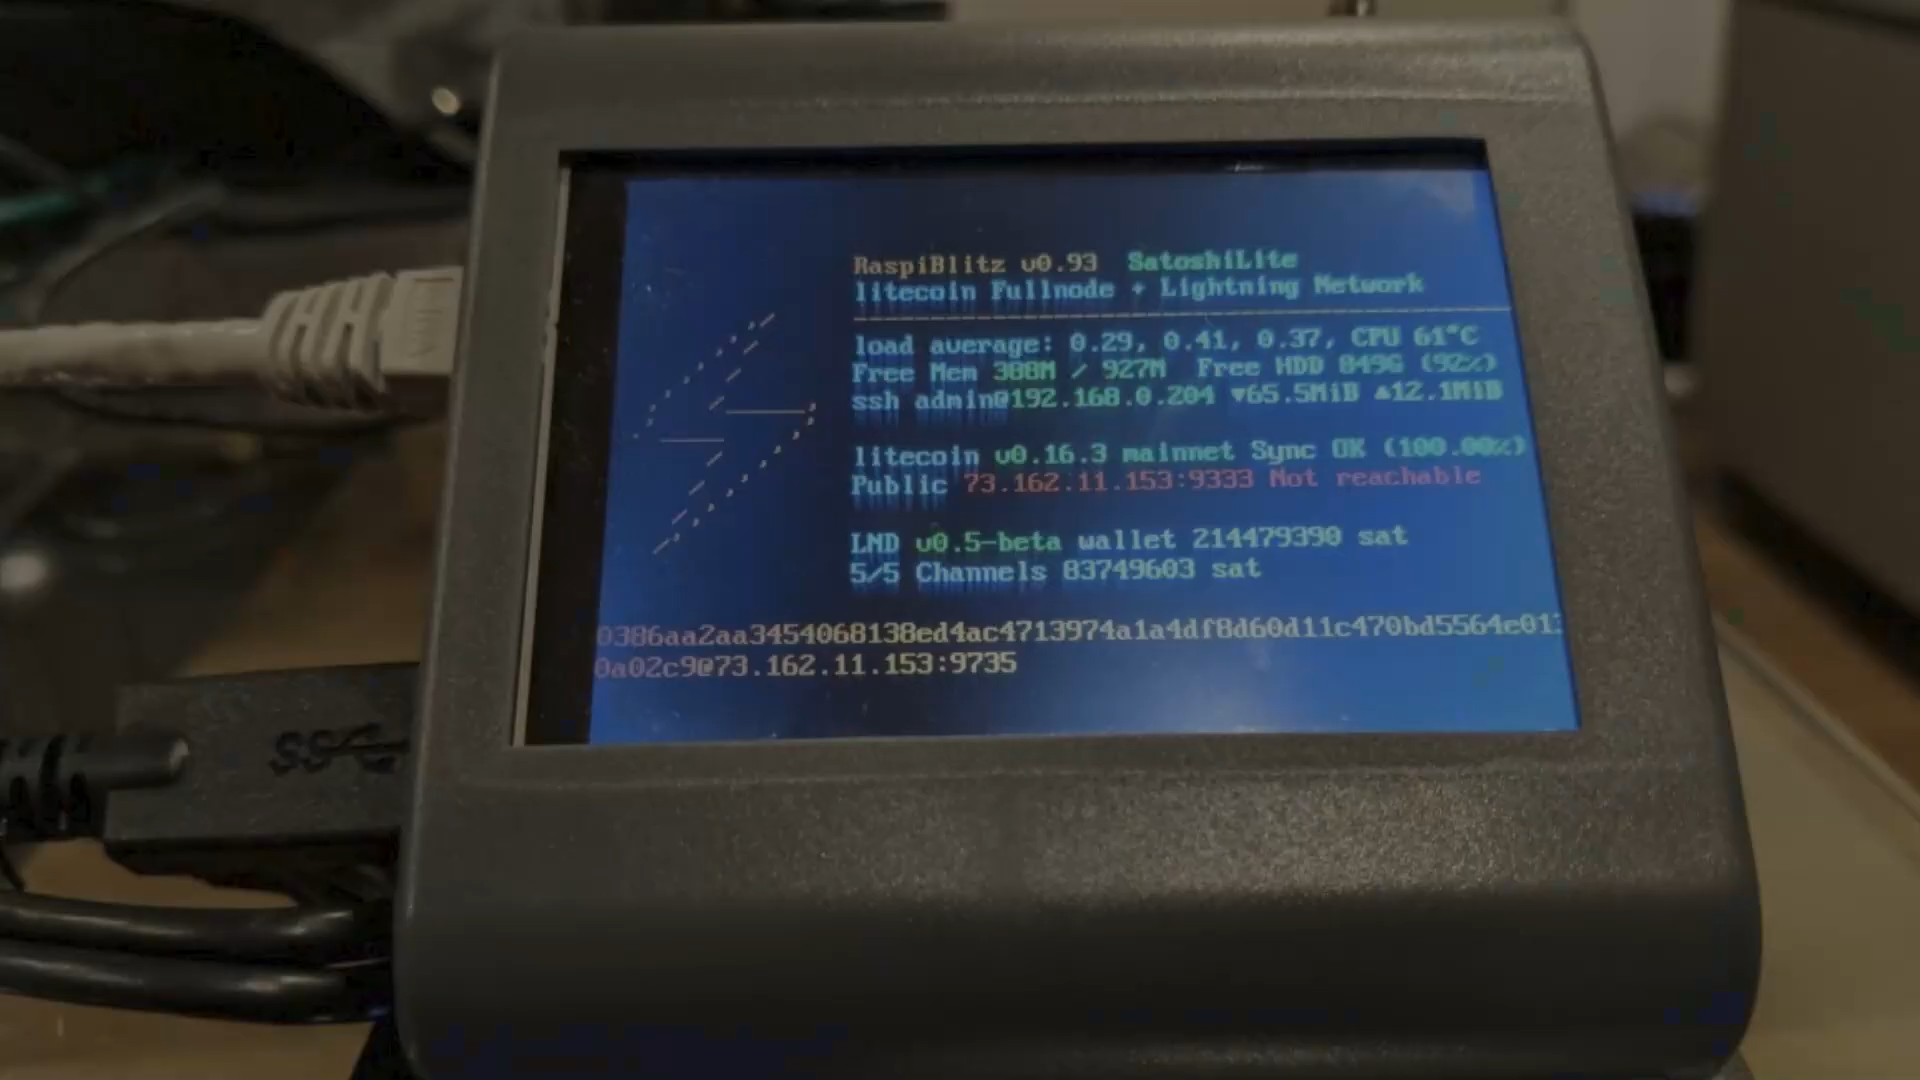 RaspiBlitz v0.93 SatoshiLite
litecoin Fullnode + Lightning Network
load average: 0.29, 0.41, 0.37, CPU 61°C
Free Mem 308M / 927M Free HDD 849G (92%)
ssh admin@192.168.0.204 ▼65.5MiB ▲12.1MiB
litecoin v0.16.3 mainnet Sync OK (100.00%)
Public 73.162.11.153:9333 Not reachable
LND v0.5-beta wallet 214479390 sat
5/5 Channels 83749603 sat
0386aa2aa3454068138ed4ac4713974a1a4df8d60d11c470bd5564e01
0a02c9@73.162.11.153:9735
SS